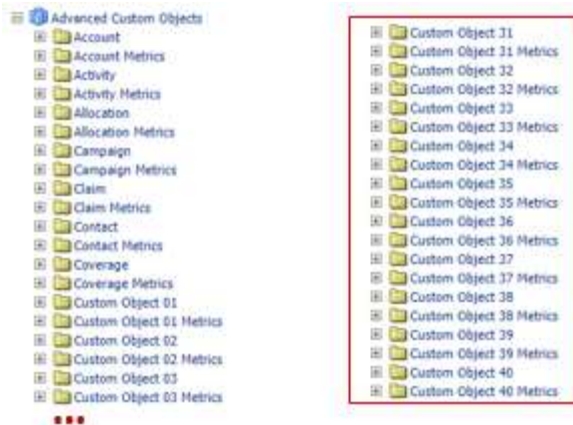 Advanced Custom Objects
Account
Account Metrics
Activity
Activity Metrics
Allocation
Allocation Metrics
Campaign
Campaign Metrics
Claim
Claim Metrics
Contact
Contact Metrics
Coverage
Coverage Metrics
Custom Object 01
Custom Object 01 Metrics
Custom Object 02
Custom Object 02 Metrics
Custom Object 03
Custom Object 03 Metrics
Custom Object 31
Custom Object 31 Metrics
Custom Object 32
Custom Object 32 Metrics
Custom Object 33
Custom Object 33 Metrics
Custom Object 34
Custom Object 34 Metrics
Custom Object 35
Custom Object 35 Metrics
Custom Object 36
Custom Object 36 Metrics
Custom Object 37
Custom Object 37 Metrics
Custom Object 38
Custom Object 38 Metrics
Custom Object 39
Custom Object 39 Metrics
Custom Object 40
Custom Object 40 Metrics